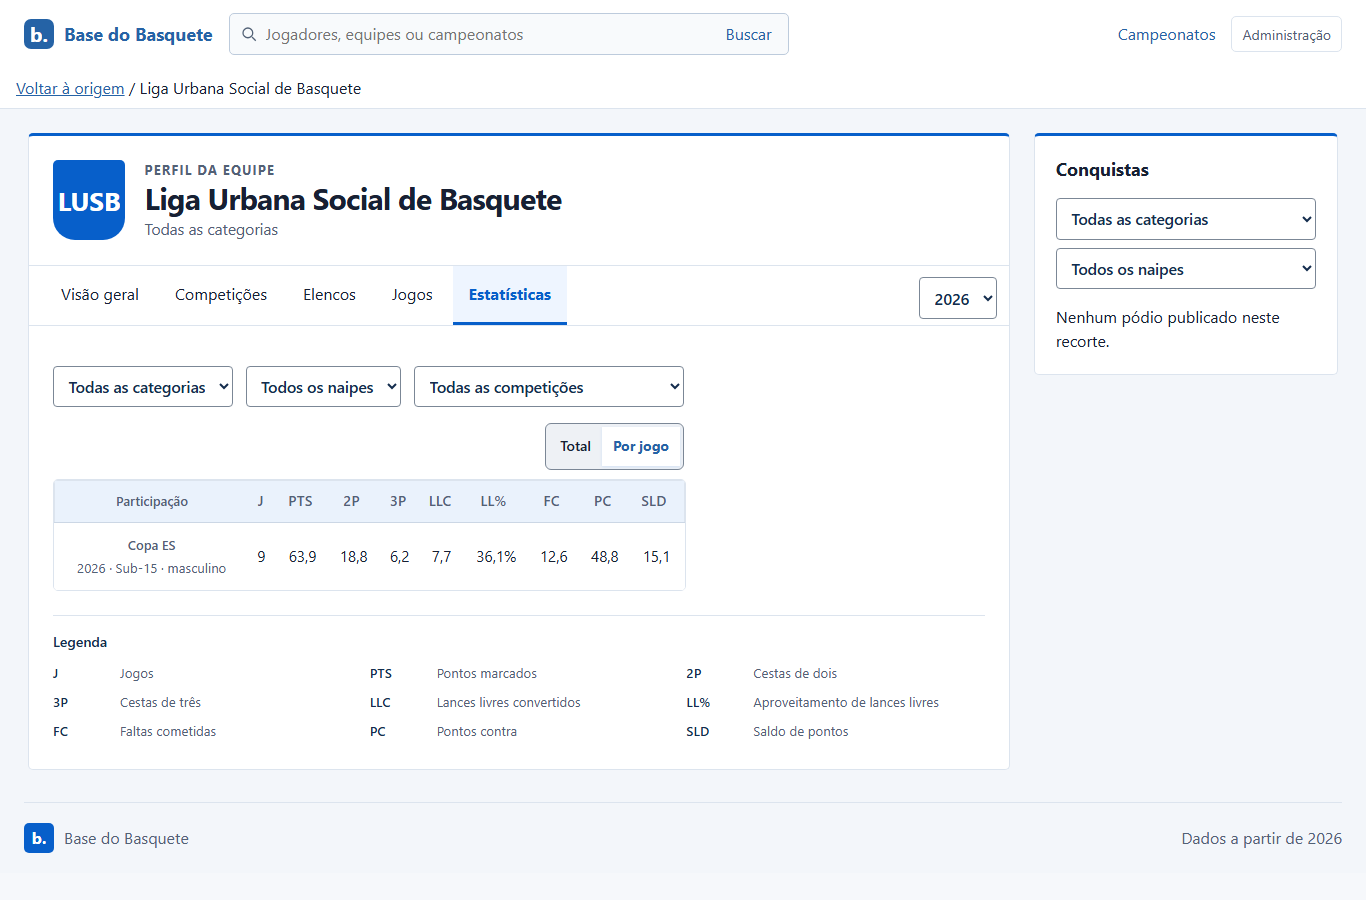 b. Base do Basquete Jogadores, equipes ou campeonatos Buscar Campeonatos Administração
Voltar à origem / Liga Urbana Social de Basquete
LUSB
PERFIL DA EQUIPE
Liga Urbana Social de Basquete
Todas as categorias
Visão geral Competições Elencos Jogos Estatísticas 2026
Todas as categorias Todos os naipes Todas as competições
Total Por jogo
Participação J PTS 2P 3P LLC LL% FC PC SLD
Copa ES
2026 · Sub-15 · masculino
9 63,9 18,8 6,2 7,7 36,1% 12,6 48,8 15,1
Legenda
J Jogos PTS Pontos marcados 2P Cestas de dois
3P Cestas de três LLC Lances livres convertidos LL% Aproveitamento de lances livres
FC Faltas cometidas PC Pontos contra SLD Saldo de pontos
Conquistas
Todas as categorias
Todos os naipes
Nenhum pódio publicado neste
recorte.
b. Base do Basquete Dados a partir de 2026